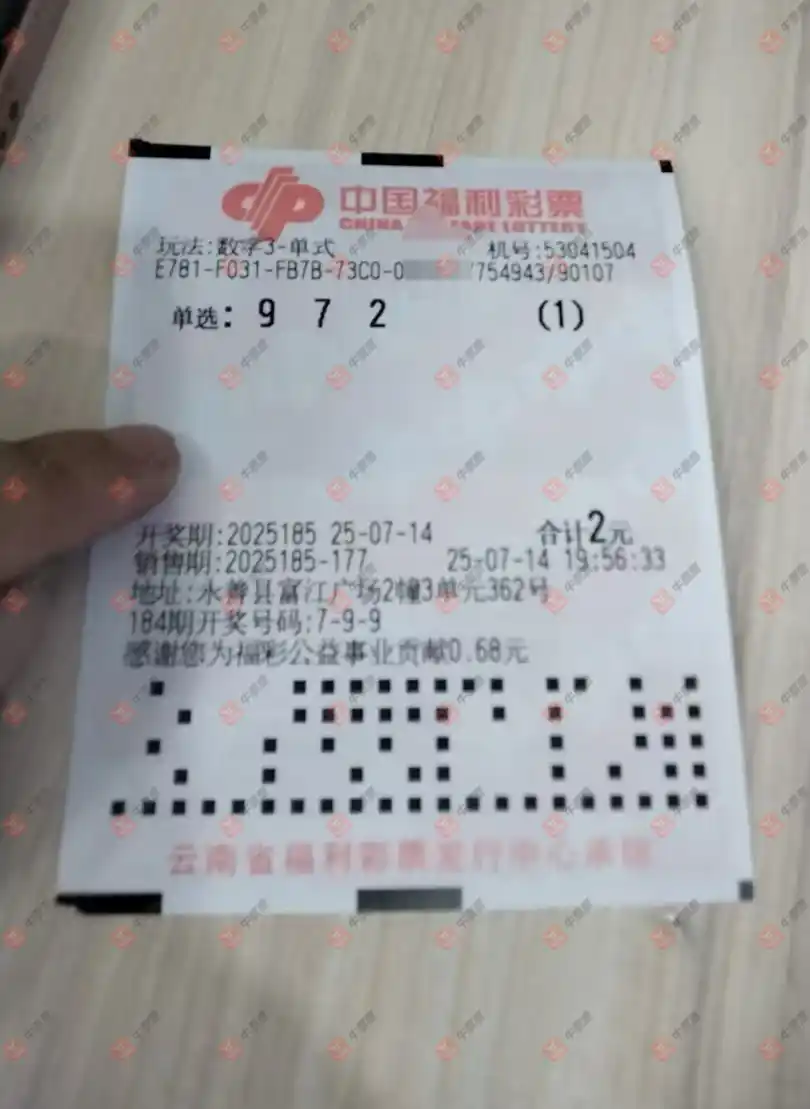 中国福利彩票
CHINA WELFARE LOTTERY
玩法:数字3-单式 机号:53041504
E781-F031-FB7B-73C0-0 /754943/90107
单选: 9 7 2 (1)
开奖期:2025185 25-07-14 合计2元
销售期:2025185-177 25-07-14 19:56:33
地址:永善县富江广场2幢3单元362号
184期开奖号码:7-9-9
感谢您为福彩公益事业贡献0.68元
云南省福利彩票发行中心承销